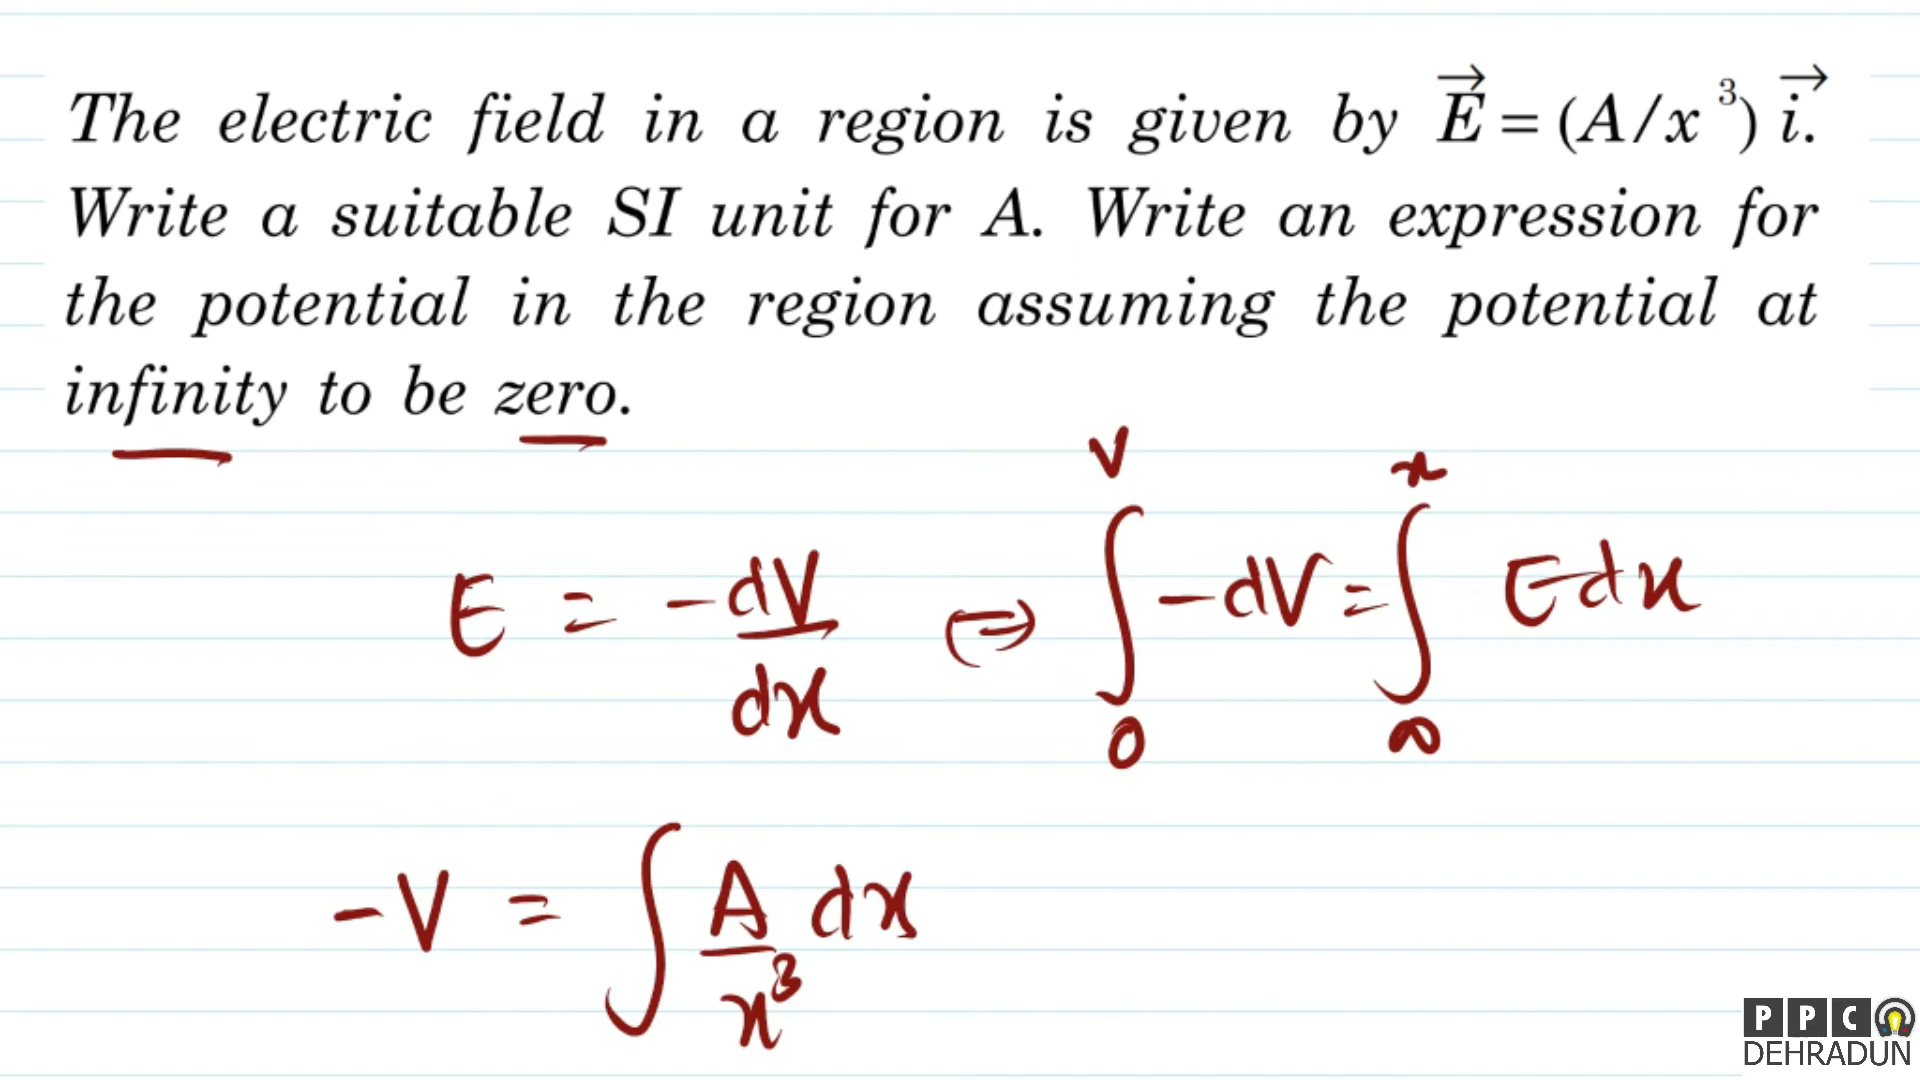 The electric field in a region is given by E⃗ = (A/x³) i⃗.
Write a suitable SI unit for A. Write an expression for
the potential in the region assuming the potential at
infinity to be zero.
E = -dV/dx ⇒ ∫₀^V -dV = ∫_∞^x E dx
-V = ∫ A/x³ dx
PPC
DEHRADUN